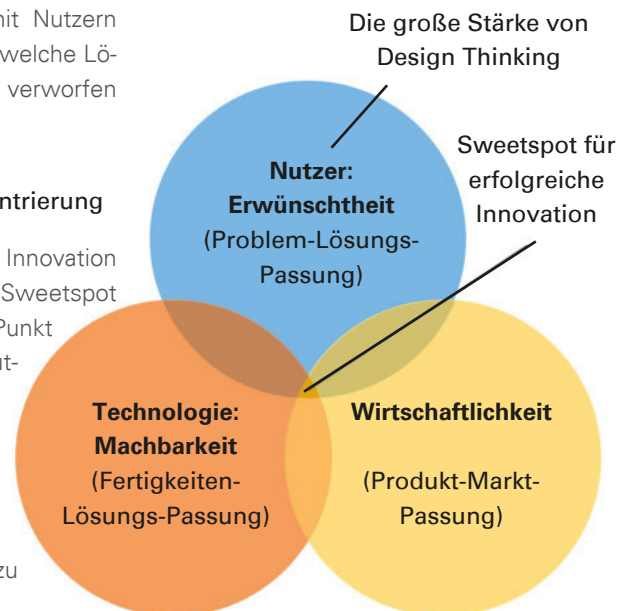 mit Nutzern
welche Lö-
verworfen
ntrierung
Innovation
Sweetspot
Punkt
zu
Die große Stärke von
Design Thinking
Sweetspot für
erfolgreiche
Innovation
Nutzer:
Erwünschtheit
(Problem-Lösungs-
Passung)
Technologie:
Machbarkeit
(Fertigkeiten-
Lösungs-Passung)
Wirtschaftlichkeit
(Produkt-Markt-
Passung)